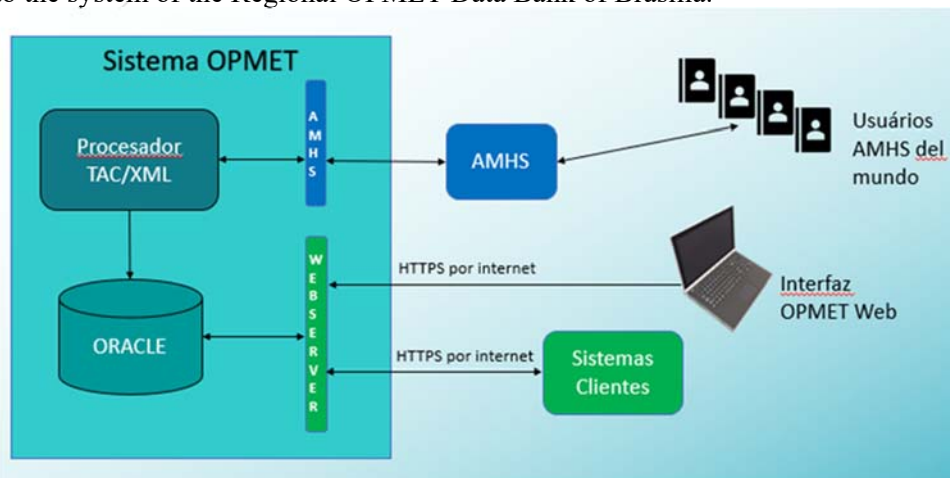 to the system of the Regional OPMET Data Bank of Brasilia.
Sistema OPMET
AMHS
Procesador
TAC/XML
AMHS
Usuários
AMHS del
mundo
WEBSERVER
HTTPS por internet
Interfaz
OPMET Web
ORACLE
HTTPS por internet
Sistemas
Clientes